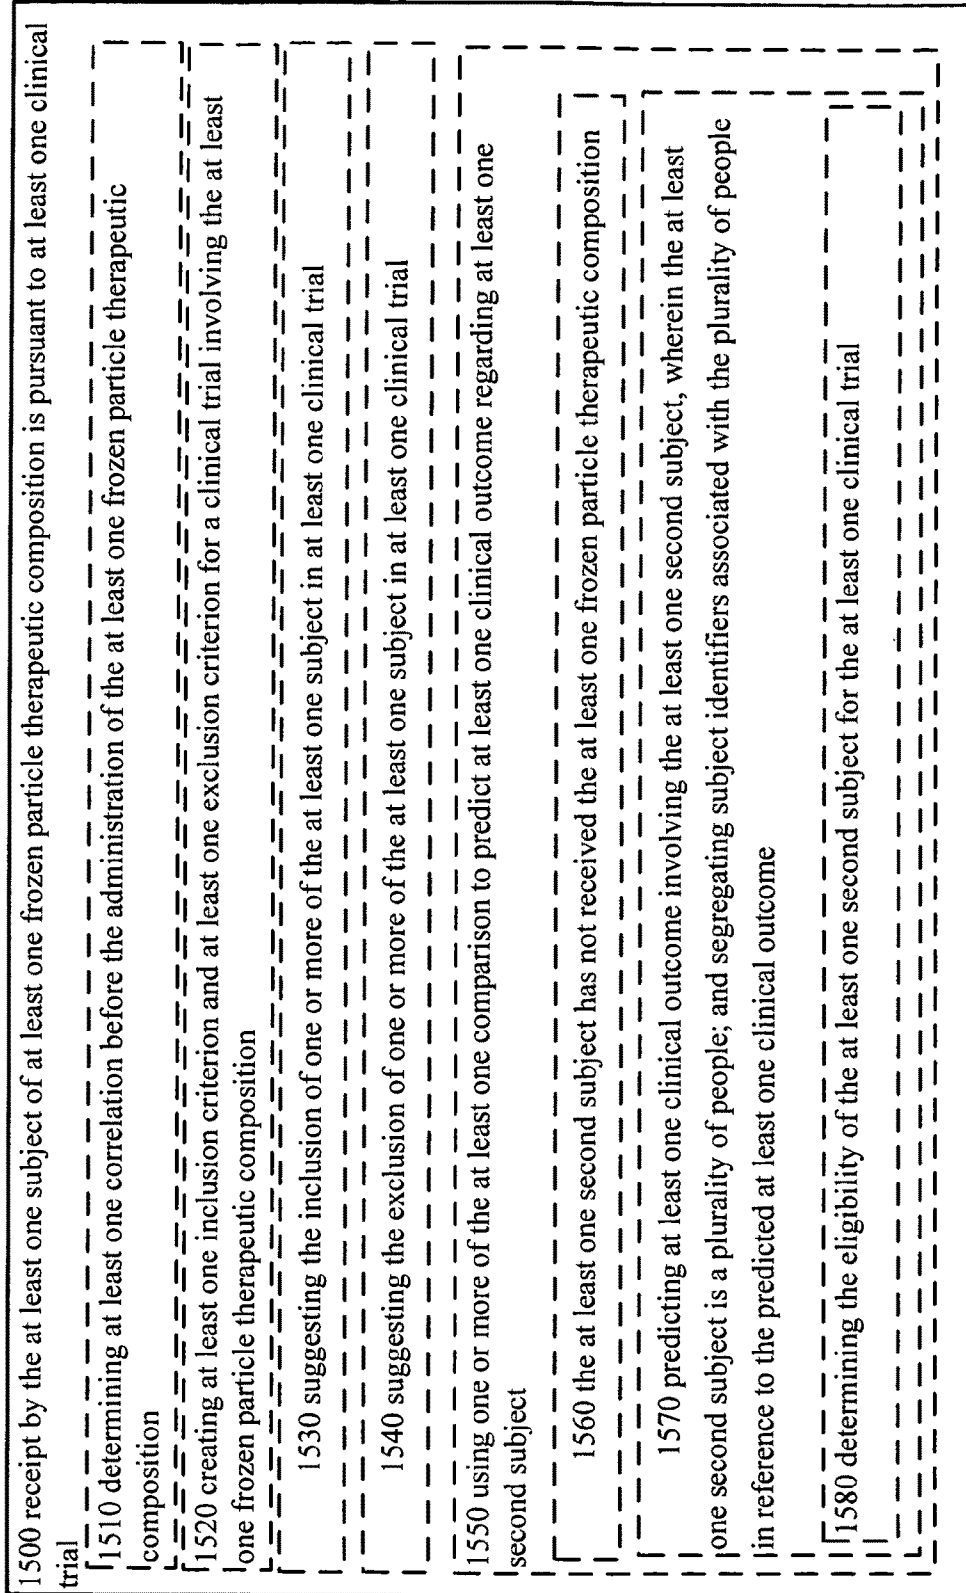 1500 receipt by the at least one subject of at least one frozen particle therapeutic composition is pursuant to at least one clinical
trial
1510 determining at least one correlation before the administration of the at least one frozen particle therapeutic
composition
1520 creating at least one inclusion criterion and at least one exclusion criterion for a clinical trial involving the at least
one frozen particle therapeutic composition
1530 suggesting the inclusion of one or more of the at least one subject in at least one clinical trial
1540 suggesting the exclusion of one or more of the at least one subject in at least one clinical trial
1550 using one or more of the at least one comparison to predict at least one clinical outcome regarding at least one
second subject
1560 the at least one second subject has not received the at least one frozen particle therapeutic composition
1570 predicting at least one clinical outcome involving the at least one second subject, wherein the at least
one second subject is a plurality of people; and segregating subject identifiers associated with the plurality of people
in reference to the predicted at least one clinical outcome
1580 determining the eligibility of the at least one second subject for the at least one clinical trial